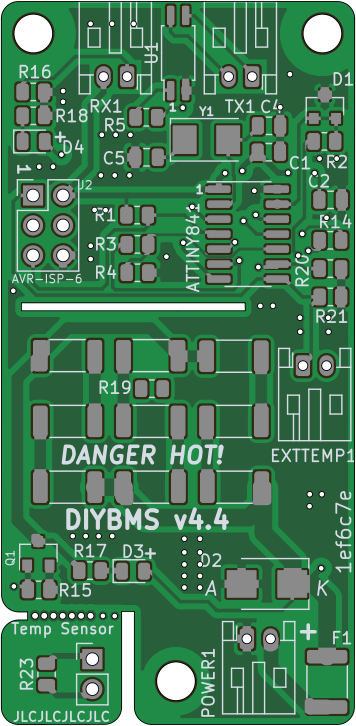 R16
RX1
U1
TX1
D1
R18
R5
1
Y1
C4
D4
C5
C1
R2
1
J2
1
C2
R1
ATTINY841
R14
R3
R4
R20
AVR-ISP-6
R21
R19
EXTTEMP1
DANGER HOT!
DIYBMS v4.4
1ef6c7e
Q1
R17
D3+
D2
R15
A
K
Temp Sensor
+
F1
R23
POWER1
JLCJLCJLCJLC